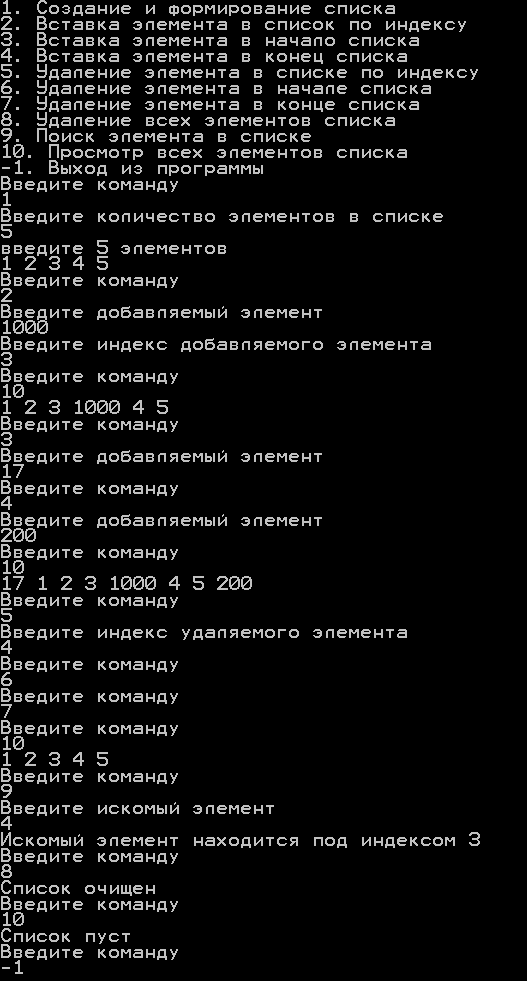 1. Создание и формирование списка
2. Вставка элемента в список по индексу
3. Вставка элемента в начало списка
4. Вставка элемента в конец списка
5. Удаление элемента в списке по индексу
6. Удаление элемента в начале списка
7. Удаление элемента в конце списка
8. Удаление всех элементов списка
9. Поиск элемента в списке
10. Просмотр всех элементов списка
-1. Выход из программы
Введите команду
1
Введите количество элементов в списке
5
введите 5 элементов
1 2 3 4 5
Введите команду
2
Введите добавляемый элемент
1000
Введите индекс добавляемого элемента
3
Введите команду
10
1 2 3 1000 4 5
Введите команду
3
Введите добавляемый элемент
17
Введите команду
4
Введите добавляемый элемент
200
Введите команду
10
17 1 2 3 1000 4 5 200
Введите команду
5
Введите индекс удаляемого элемента
4
Введите команду
6
Введите команду
7
Введите команду
10
1 2 3 4 5
Введите команду
9
Введите искомый элемент
4
Искомый элемент находится под индексом 3
Введите команду
8
Список очищен
Введите команду
10
Список пуст
Введите команду
-1